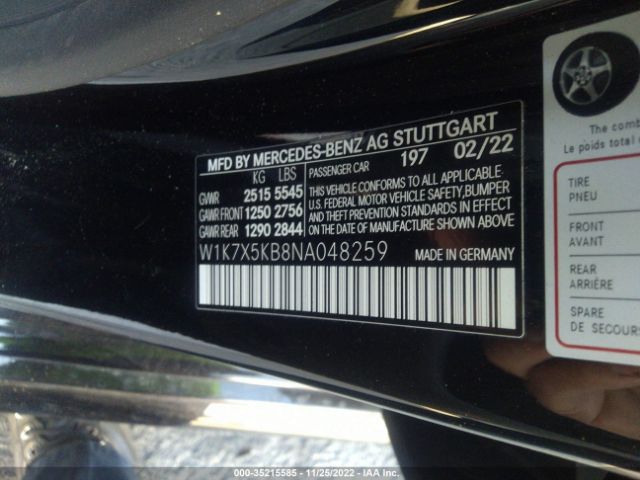 MFD BY MERCEDES-BENZ AG STUTTGART
KG LBS PASSENGER CAR 197 02/22
GVWR 2515 5545 THIS VEHICLE CONFORMS TO ALL APPLICABLE
GAWR FRONT 1250 2756 U.S. FEDERAL MOTOR VEHICLE SAFETY, BUMPER
GAWR REAR 1290 2844 AND THEFT PREVENTION STANDARDS IN EFFECT
ON THE DATE OF MANUFACTURE SHOWN ABOVE.
W1K7X5KB8NA048259 MADE IN GERMANY
The comb
Le poids total
TIRE
PNEU
FRONT
AVANT
REAR
ARRIÈRE
SPARE
DE SECOURS
000-35215585 - 11/25/2022 - IAA Inc.